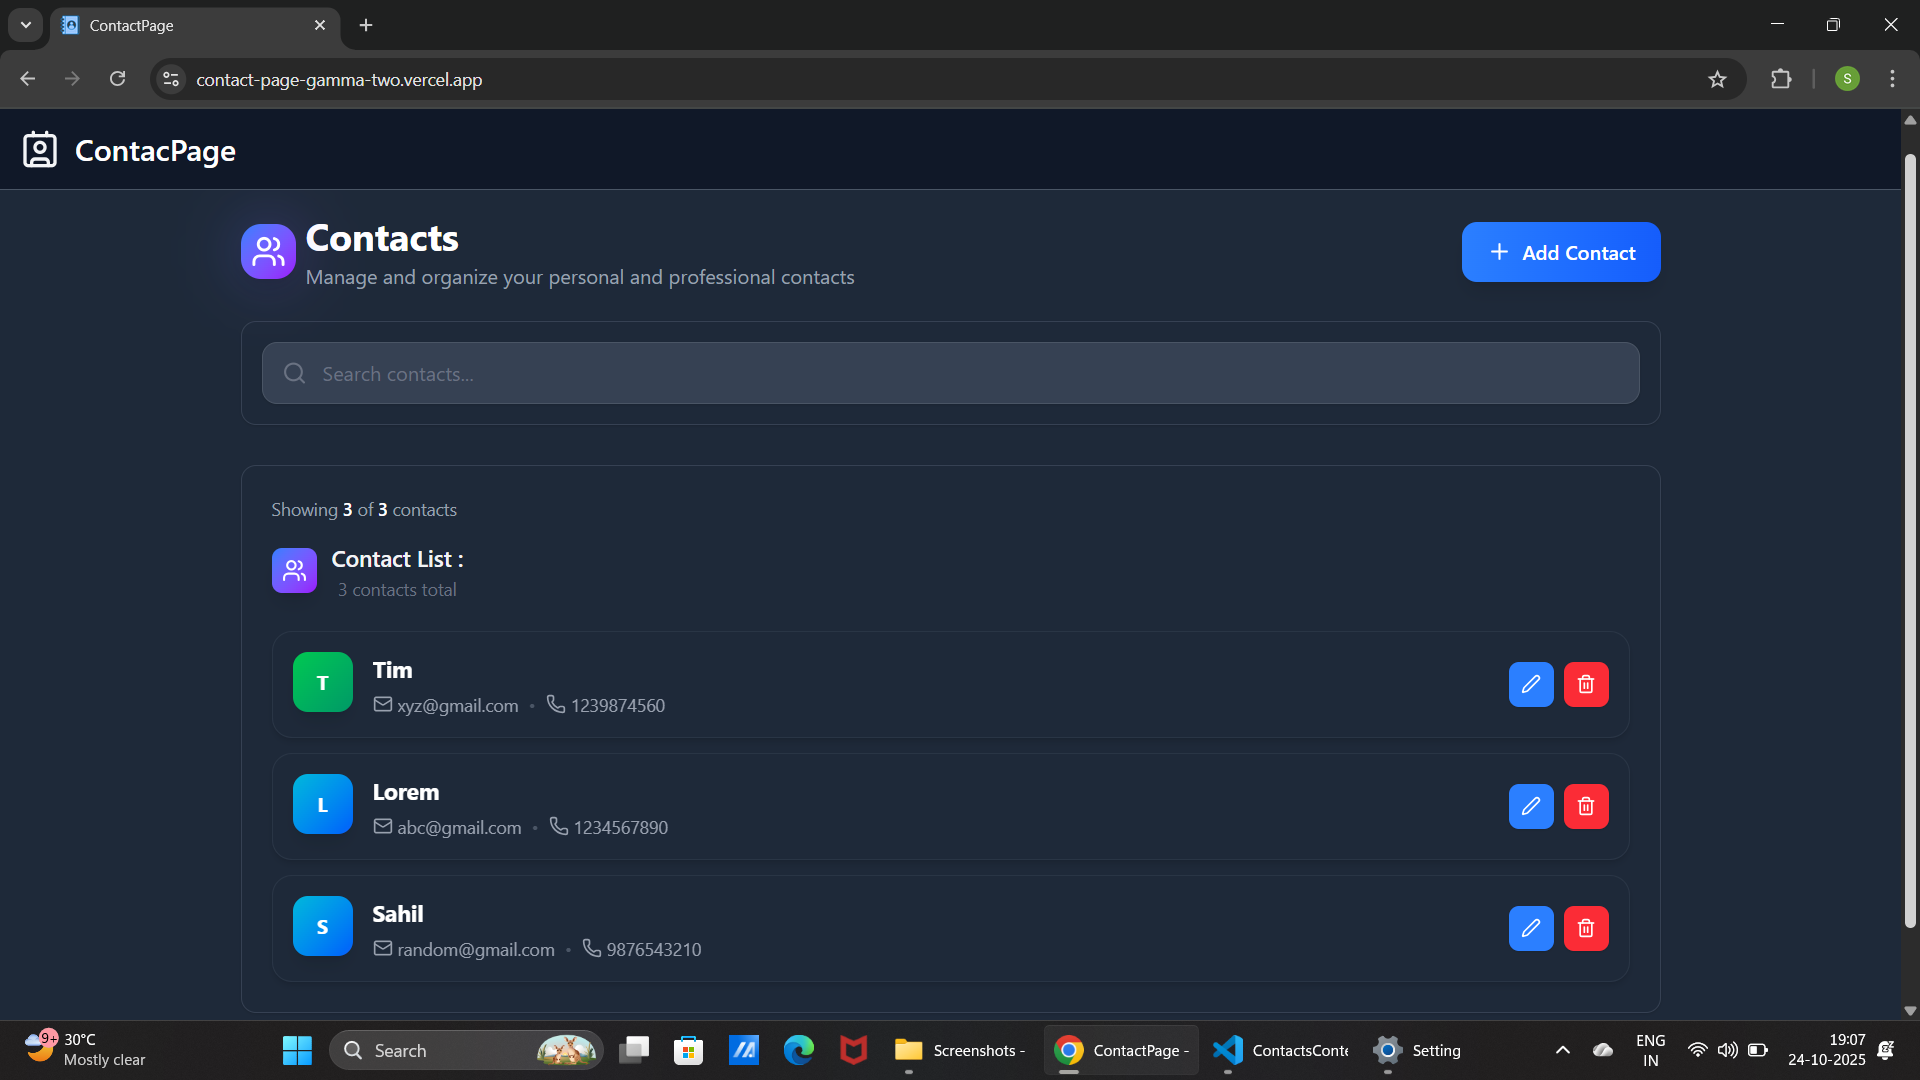 ContactPage
contact-page-gamma-two.vercel.app
S
ContacPage
Contacts
Manage and organize your personal and professional contacts
Add Contact
Search contacts...
Showing 3 of 3 contacts
Contact List :
3 contacts total
T
Tim
xyz@gmail.com • 1239874560
L
Lorem
abc@gmail.com • 1234567890
S
Sahil
random@gmail.com • 9876543210
9+
30°C
Mostly clear
Search
Screenshots -
ContactPage -
ContactsConte
Setting
ENG
IN
19:07
24-10-2025